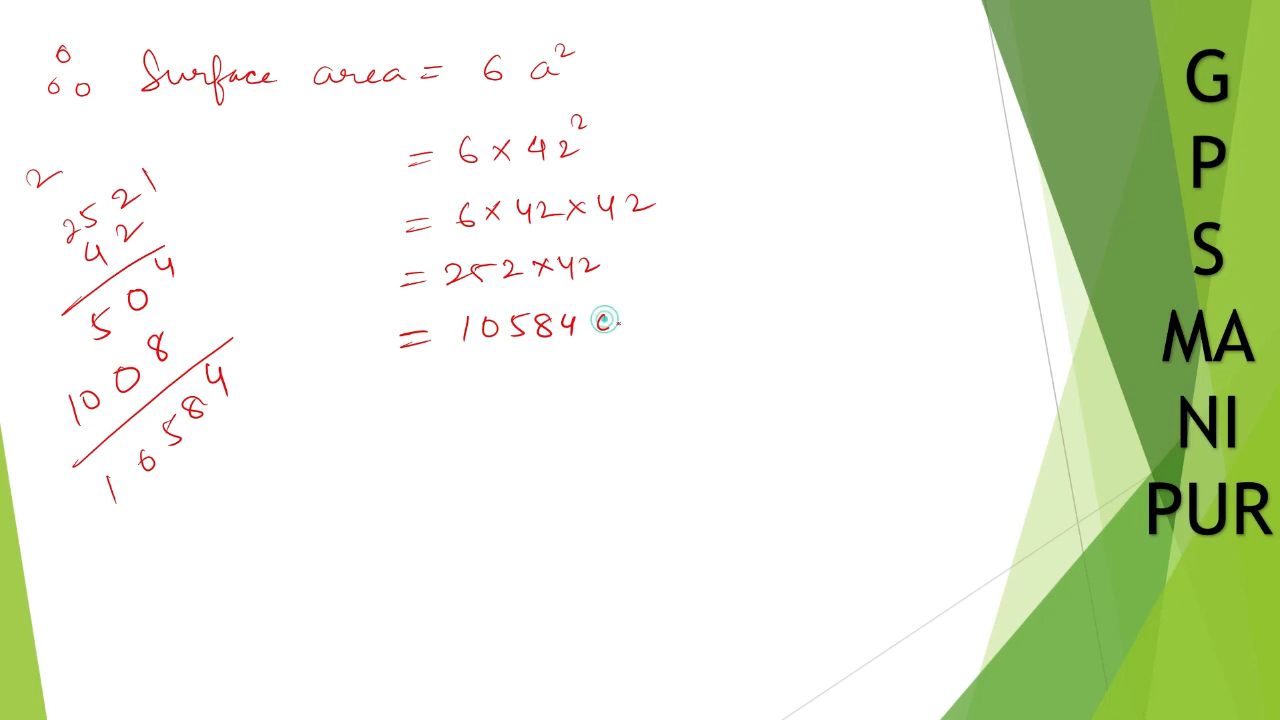 ∴ Surface area = 6 a²
= 6 × 42²
= 6 × 42 × 42
= 252 × 42
= 10584 c
2
2521
42
504
1008
10584
G
P
S
MA
NI
PUR